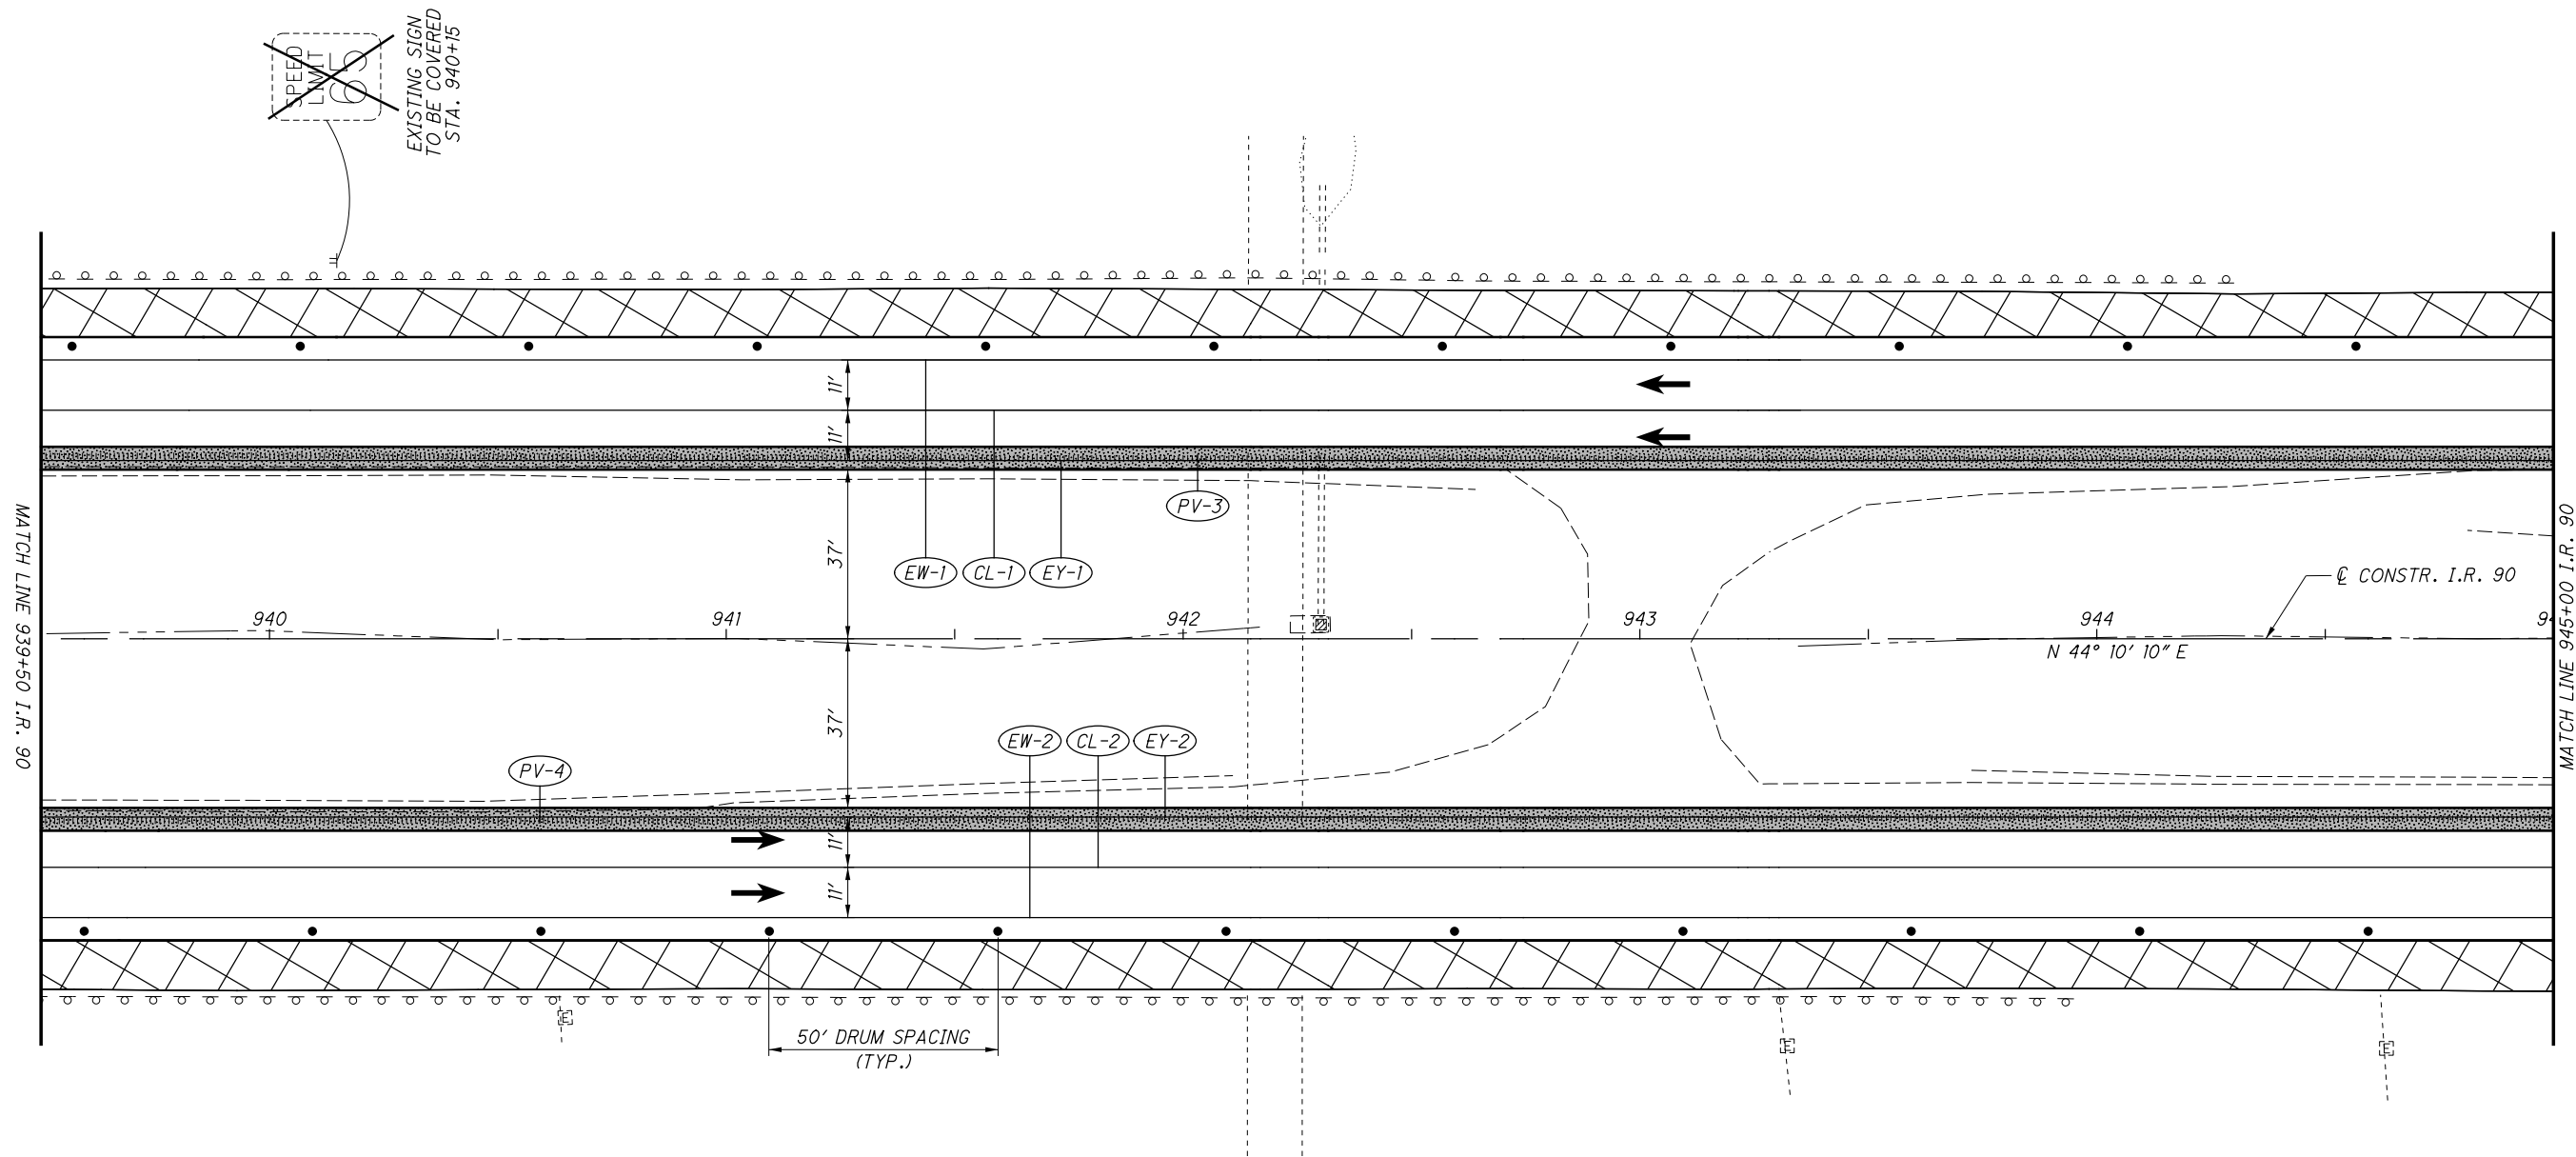 SPEED
LIMIT
65
EXISTING SIGN
TO BE COVERED
STA. 940+15
11'
11'
PV-3
37'
EW-1
CL-1
EY-1
MATCH LINE 939+50 I.R. 90
MATCH LINE 945+00 I.R. 90
℄ CONSTR. I.R. 90
940
941
942
943
944
94
N 44° 10' 10" E
37'
EW-2
CL-2
EY-2
PV-4
11'
11'
E
50' DRUM SPACING
(TYP.)
E
E